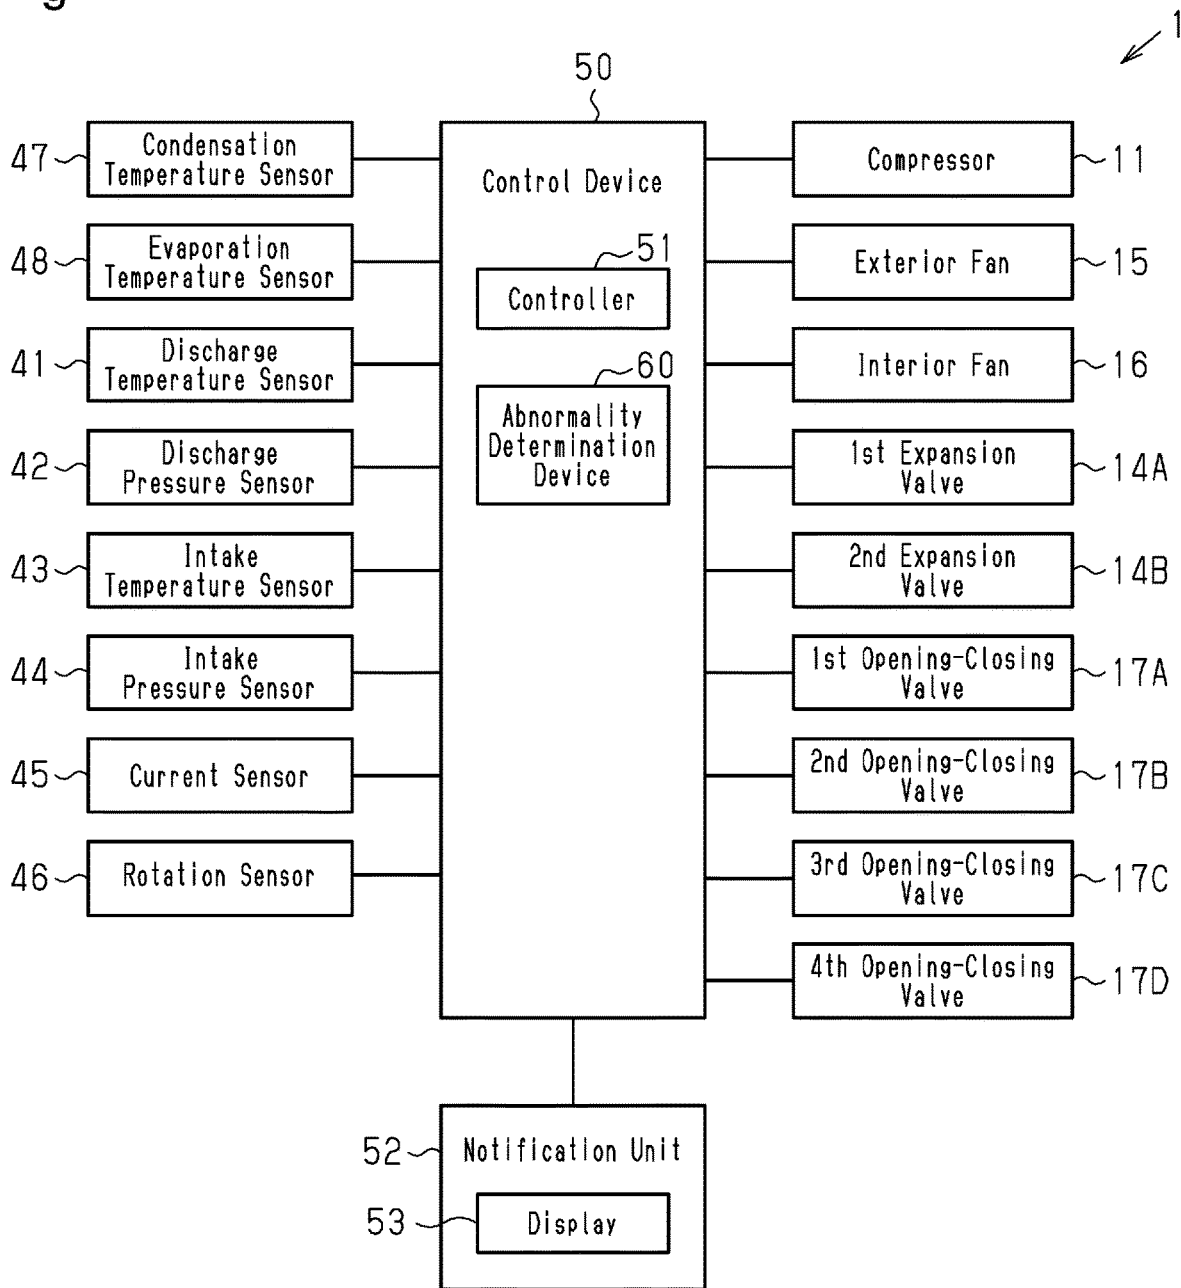 g
1
50
47
Condensation
Temperature Sensor
Control Device
Compressor
11
48
Evaporation
Temperature Sensor
51
Controller
Exterior Fan
15
41
Discharge
Temperature Sensor
60
Abnormality
Determination
Device
Interior Fan
16
42
Discharge
Pressure Sensor
1st Expansion
Valve
14A
43
Intake
Temperature Sensor
2nd Expansion
Valve
14B
44
Intake
Pressure Sensor
1st Opening-Closing
Valve
17A
45
Current Sensor
2nd Opening-Closing
Valve
17B
46
Rotation Sensor
3rd Opening-Closing
Valve
17C
4th Opening-Closing
Valve
17D
52
Notification Unit
53
Display